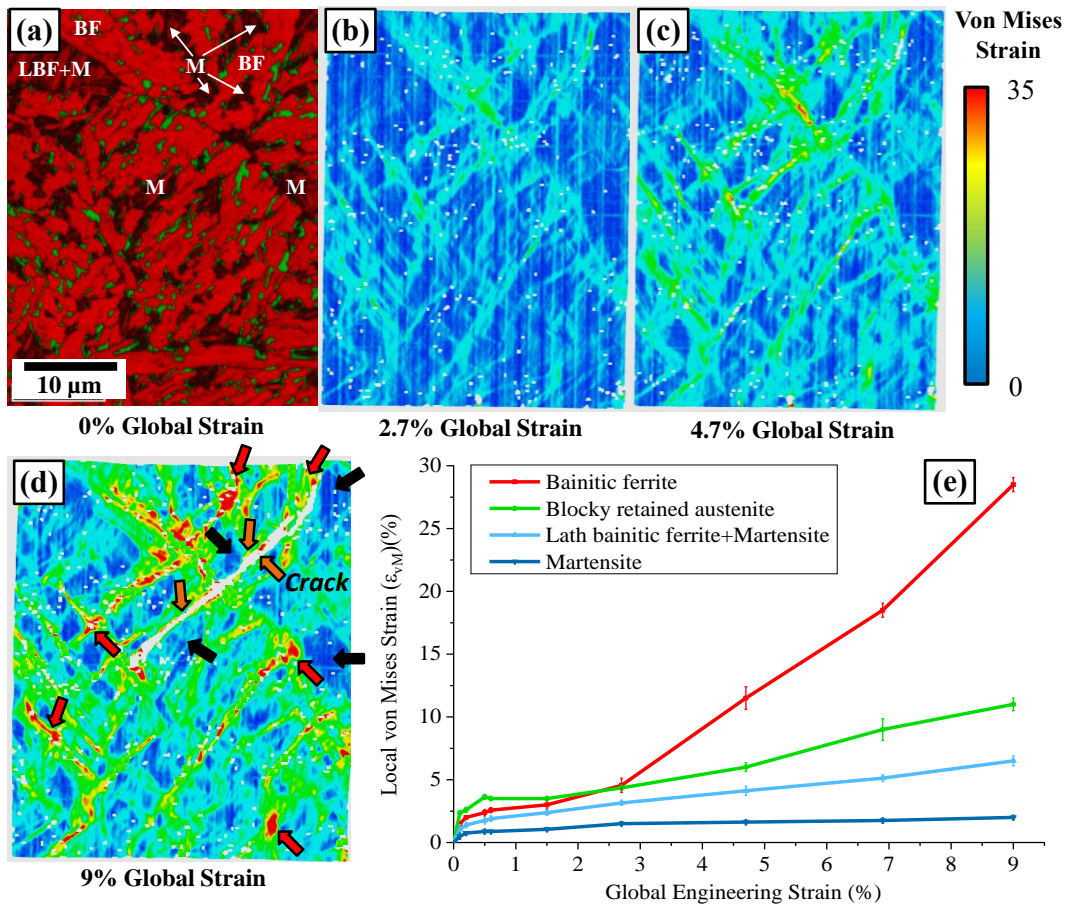 (a)
BF
LBF+M
M
BF
M
M
10 μm
0% Global Strain
(b)
2.7% Global Strain
(c)
4.7% Global Strain
Von Mises
Strain
35
0
(d)
Crack
9% Global Strain
(e)
Bainitic ferrite
Blocky retained austenite
Lath bainitic ferrite+Martensite
Martensite
Local von Mises Strain (εvM)(%)
30
25
20
15
10
5
0
0 1 2 3 4 5 6 7 8 9
Global Engineering Strain (%)